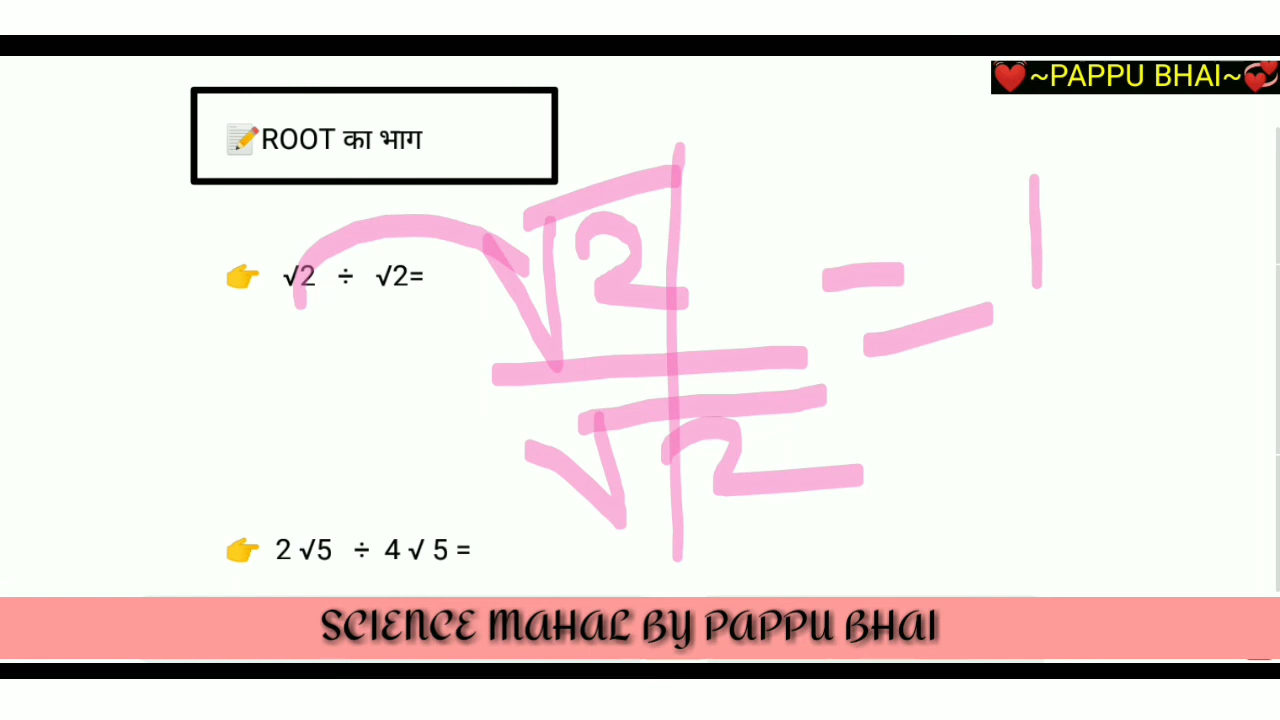 ❤️~PAPPU BHAI~💞
📝ROOT का भाग
👉 √2 ÷ √2=
√2
√2
= 1
👉 2 √5 ÷ 4 √ 5 =
SCIENCE MAHAL BY PAPPU BHAI